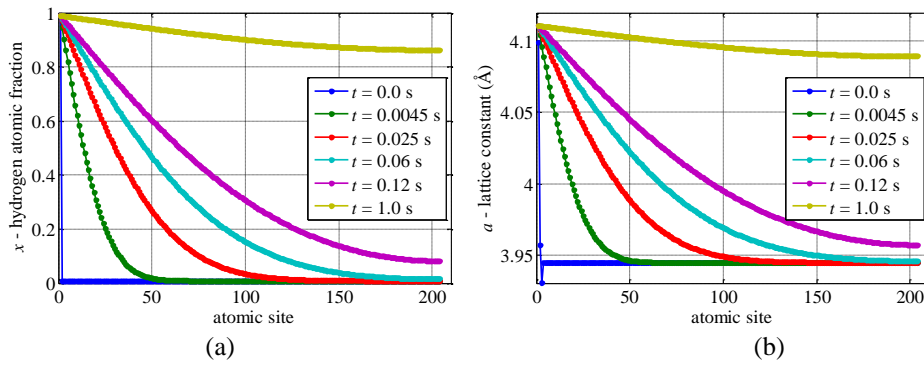 1
0.8
0.6
0.4
0.2
0
x - hydrogen atomic fraction
t = 0.0 s
t = 0.0045 s
t = 0.025 s
t = 0.06 s
t = 0.12 s
t = 1.0 s
0 50 100 150 200
atomic site
(a)
4.1
4.05
4
3.95
a - lattice constant (Å)
t = 0.0 s
t = 0.0045 s
t = 0.025 s
t = 0.06 s
t = 0.12 s
t = 1.0 s
0 50 100 150 200
atomic site
(b)